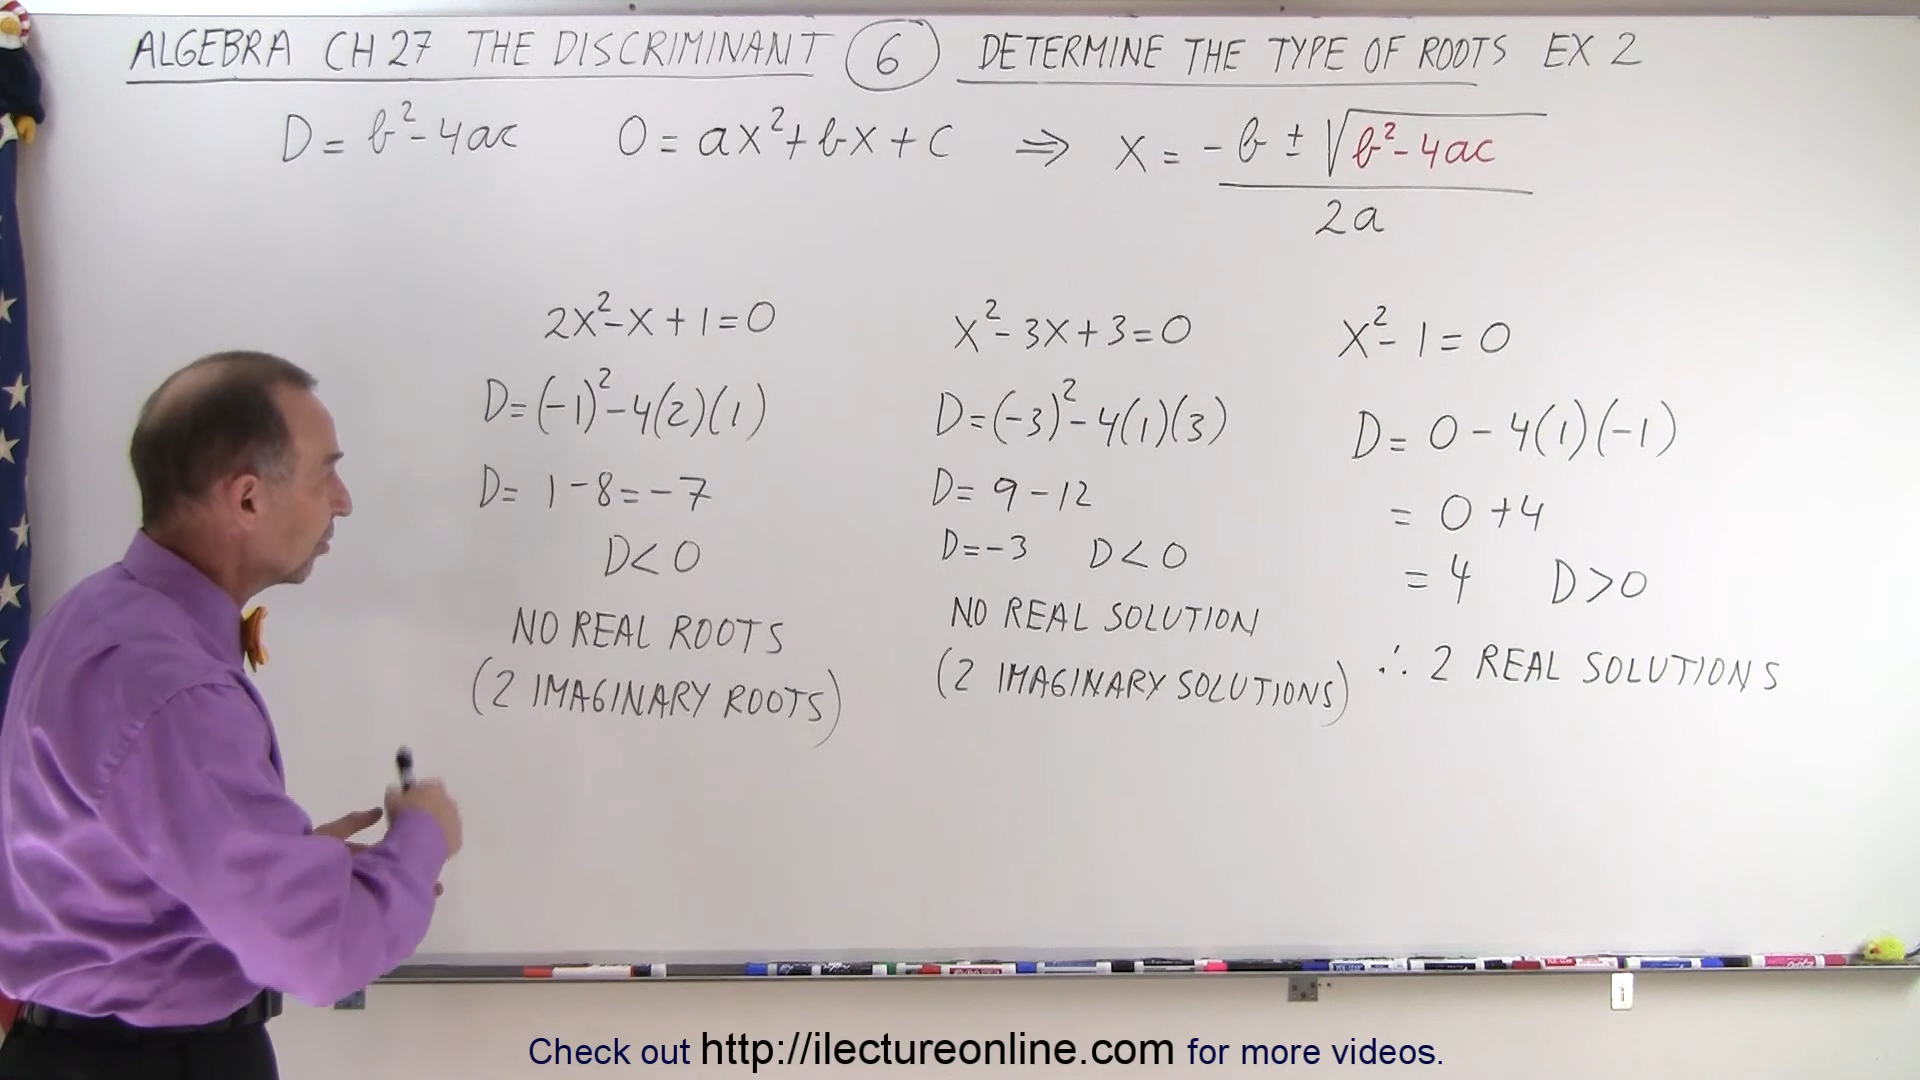 ALGEBRA CH 27 THE DISCRIMINANT 6 DETERMINE THE TYPE OF ROOTS EX 2
D = b² - 4ac 0 = ax² + bx + c ⇒ x = -b ± √b² - 4ac
2a
2x² - x + 1 = 0
D = (-1)² - 4(2)(1)
D = 1 - 8 = -7
D < 0
NO REAL ROOTS
(2 IMAGINARY ROOTS)
x² - 3x + 3 = 0
D = (-3)² - 4(1)(3)
D = 9 - 12
D = -3 D < 0
NO REAL SOLUTION
(2 IMAGINARY SOLUTIONS)
x² - 1 = 0
D = 0 - 4(1)(-1)
= 0 + 4
= 4 D > 0
∴ 2 REAL SOLUTIONS
Check out http://ilectureonline.com for more videos.